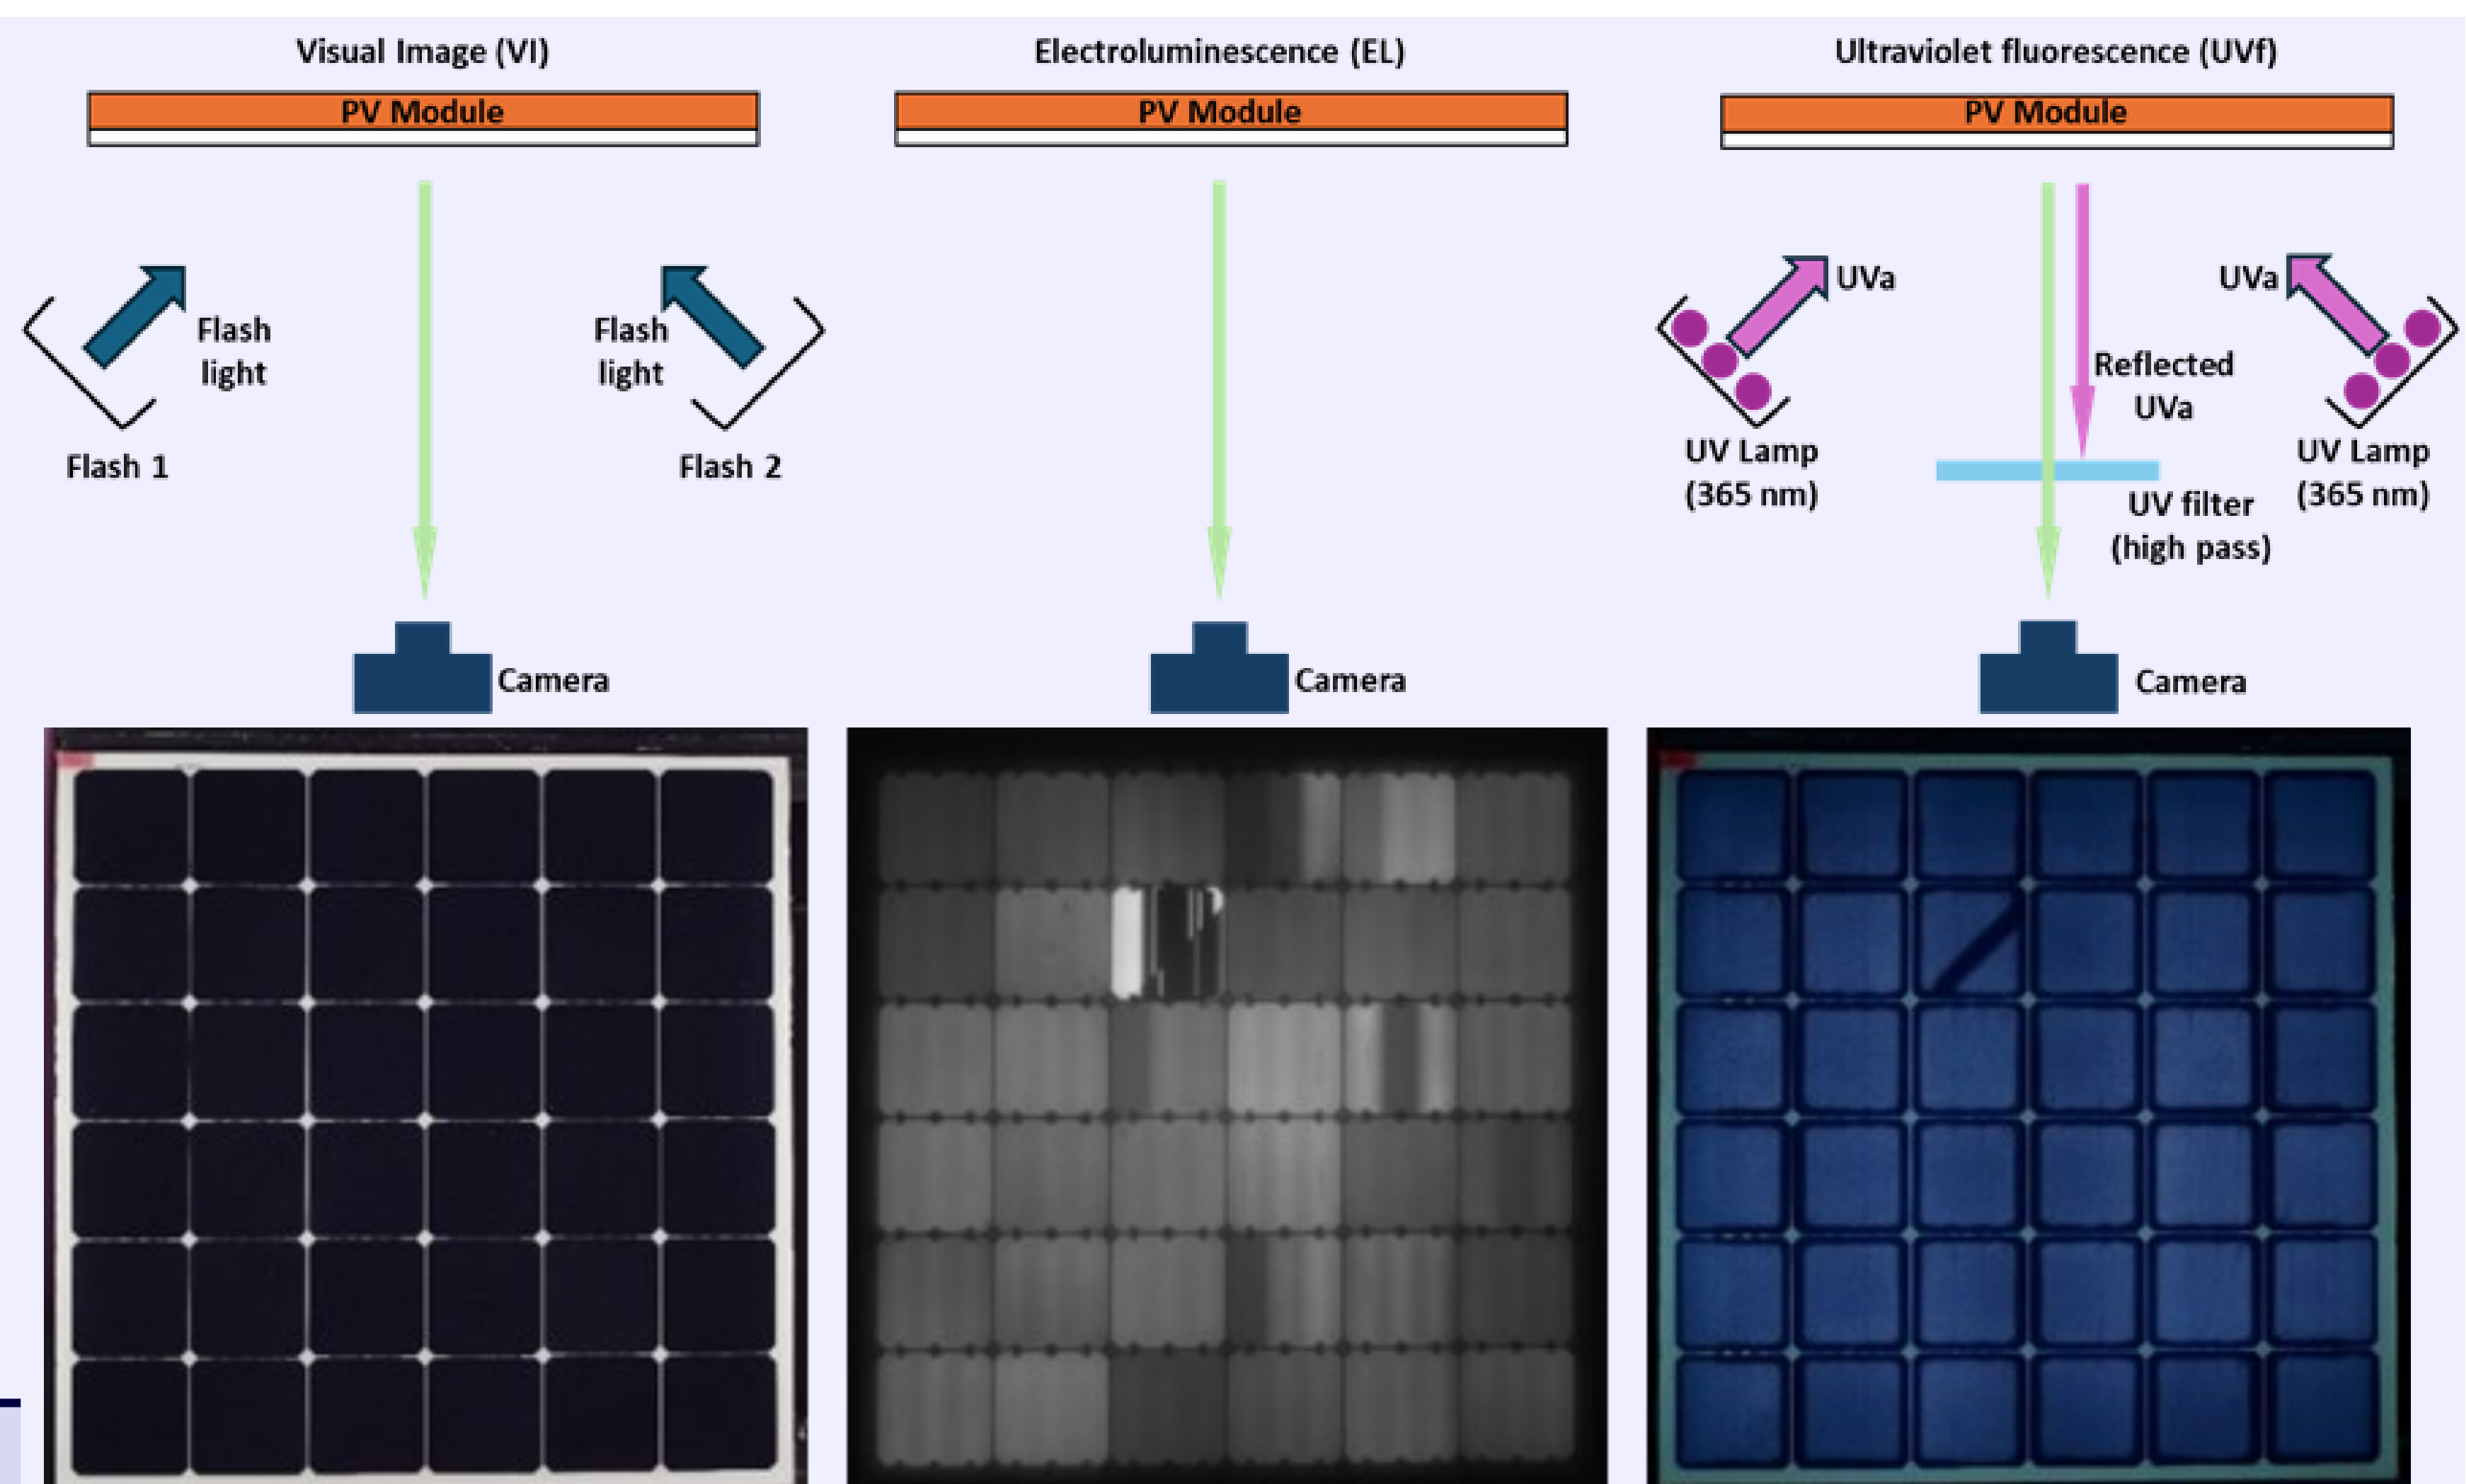 Visual Image (VI)
PV Module
Flash
light
Flash
light
Flash 1
Flash 2
Camera
Electroluminescence (EL)
PV Module
Camera
Ultraviolet fluorescence (UVf)
PV Module
UVa
UVa
Reflected
UVa
UV Lamp
(365 nm)
UV Lamp
(365 nm)
UV filter
(high pass)
Camera